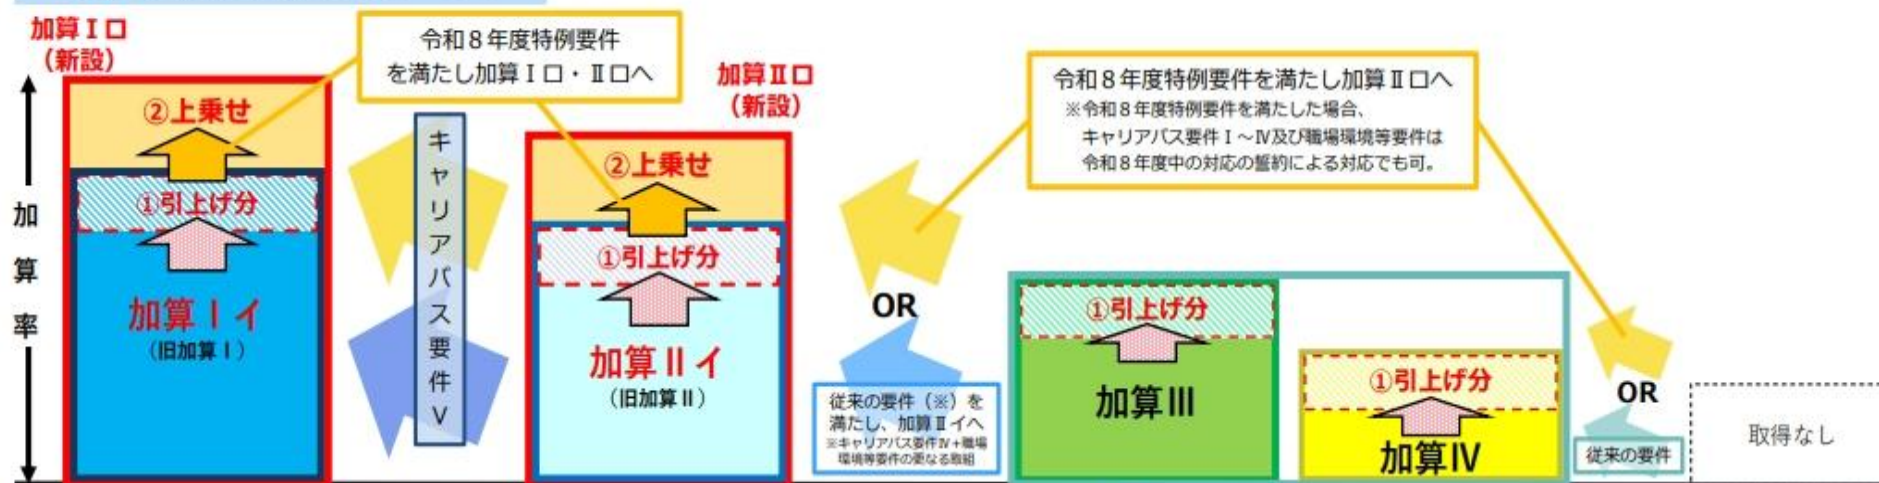 加算Ⅰロ
（新設）
②上乗せ
①引上げ分
加算Ⅰイ
（旧加算Ⅰ）
加算率
令和８年度特例要件
を満たし加算Ⅰロ・Ⅱロへ
キャリアパス要件Ⅴ
加算Ⅱロ
（新設）
②上乗せ
①引上げ分
加算Ⅱイ
（旧加算Ⅱ）
OR
従来の要件（※）を
満たし、加算Ⅱイへ
※キャリアパス要件Ⅳ＋職場
環境等要件の更なる取組
令和８年度特例要件を満たし加算Ⅱロへ
※令和８年度特例要件を満たした場合、
キャリアパス要件Ⅰ～Ⅳ及び職場環境等要件は
令和８年度中の対応の誓約による対応でも可。
①引上げ分
加算Ⅲ
①引上げ分
加算Ⅳ
OR
従来の要件
取得なし